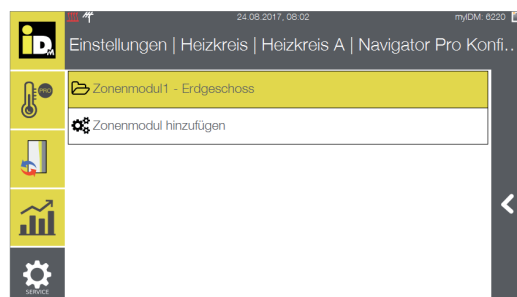 24.08.2017, 08:02
myIDM: 6220
iDM
Einstellungen | Heizkreis | Heizkreis A | Navigator Pro Konfi..
PRO
Zonenmodul1 - Erdgeschoss
Zonenmodul hinzufügen
SERVICE